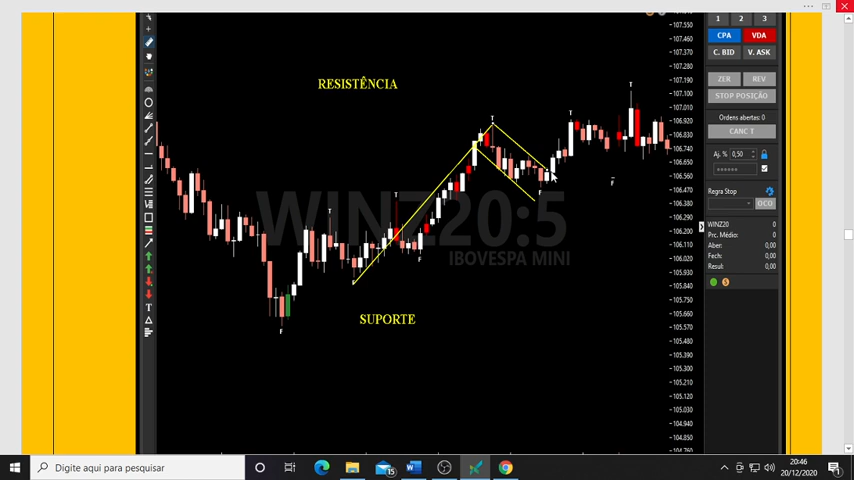 1 2 3
CPA VDA
C. BID V. ASK
ZER REV
STOP POSIÇÃO
Ordens abertas: 0
CANC T
Aj. % 0,50
Regra Stop
OCO
WINZ20 0
Prc. Médio: 0
Aber: 0,00
Fech: 0,00
Result: 0,00
107.550
107.460
107.370
107.280
107.190
107.100
107.010
106.920
106.830
106.740
106.650
106.560
106.470
106.380
106.290
106.200
106.110
106.020
105.930
105.840
105.750
105.660
105.570
105.480
105.390
105.300
105.210
105.120
105.030
104.940
104.850
104.760
RESISTÊNCIA
T
T
T
T
T
F
F
F
F
F
WINZ20:5
IBOVESPA MINI
SUPORTE
T
Digite aqui para pesquisar
15
20:46
20/12/2020
1